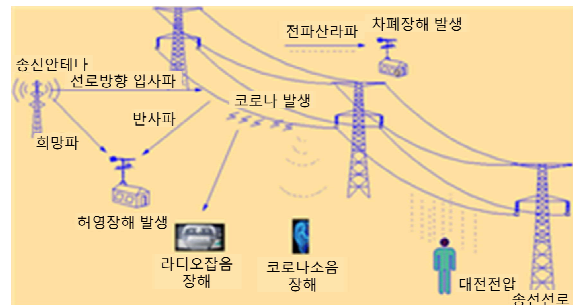 전파산라파
차폐장해 발생
송신안테나
선로방향 입사파
코로나 발생
반사파
희망파
허영장해 발생
라디오잡음
장해
코로나소음
장해
대전전압
송선선로